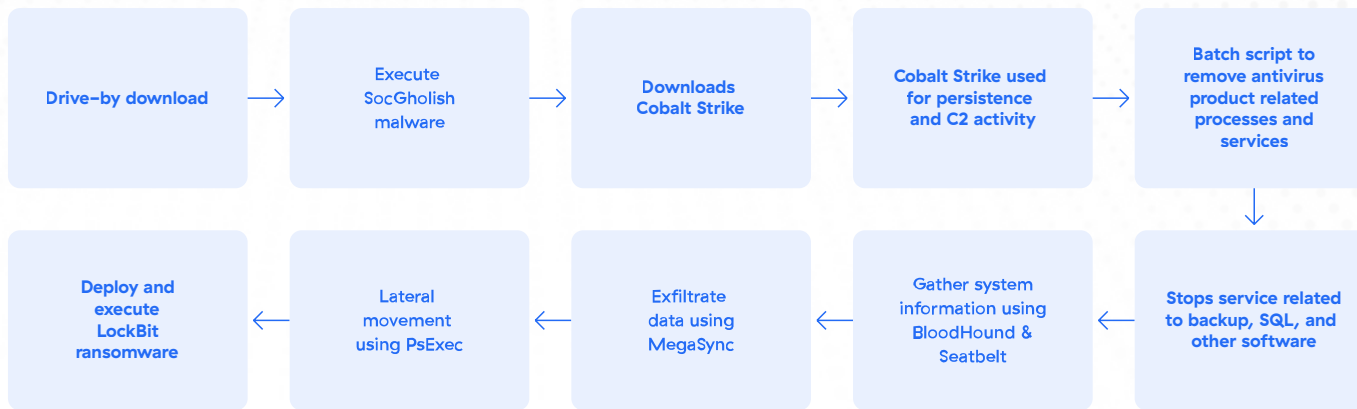 Drive-by download
Execute
SocGholish
malware
Downloads
Cobalt Strike
Cobalt Strike used
for persistence
and C2 activity
Batch script to
remove antivirus
product related
processes and
services
Stops service related
to backup, SQL, and
other software
Gather system
information using
BloodHound &
Seatbelt
Exfiltrate
data using
MegaSync
Lateral
movement
using PsExec
Deploy and
execute
LockBit
ransomware